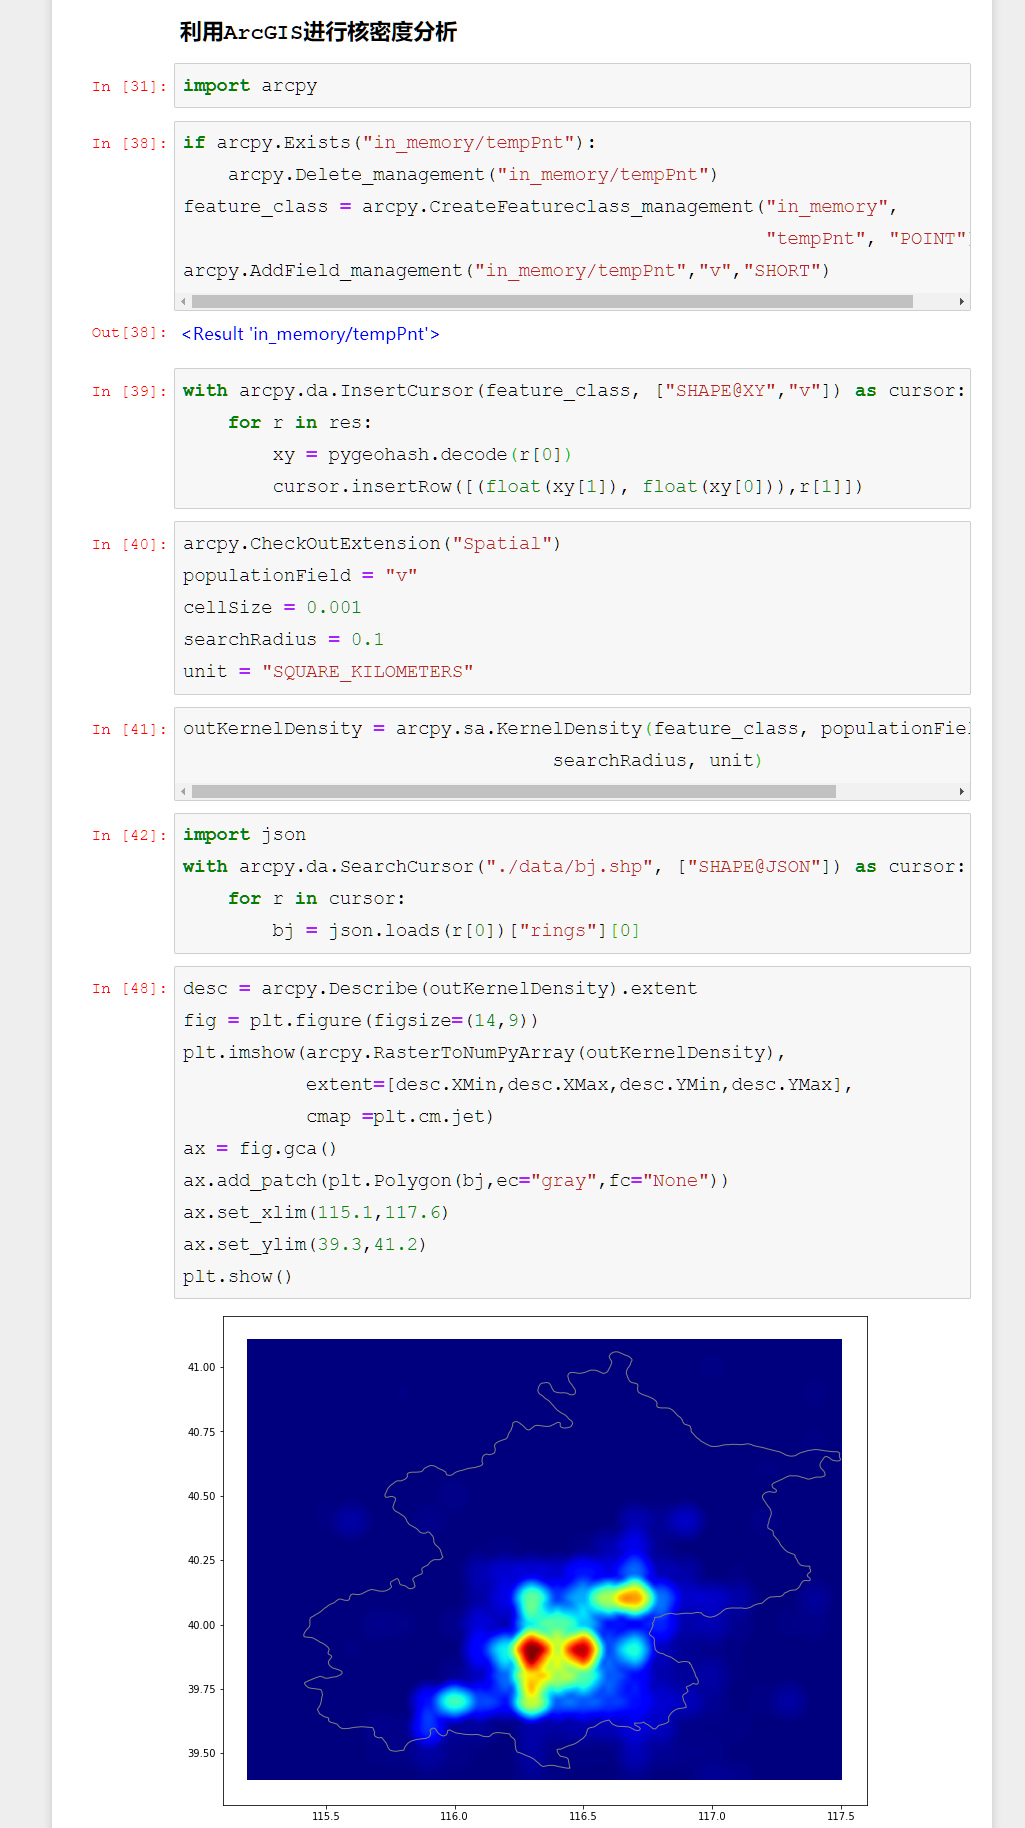 利用ArcGIS进行核密度分析
In [31]: import arcpy
In [38]: if arcpy.Exists("in_memory/tempPnt"):
    arcpy.Delete_management("in_memory/tempPnt")
feature_class = arcpy.CreateFeatureclass_management("in_memory",
"tempPnt", "POINT")
arcpy.AddField_management("in_memory/tempPnt","v","SHORT")
Out[38]: <Result 'in_memory/tempPnt'>
In [39]: with arcpy.da.InsertCursor(feature_class, ["SHAPE@XY","v"]) as cursor:
    for r in res:
        xy = pygeohash.decode(r[0])
        cursor.insertRow([(float(xy[1]), float(xy[0])),r[1]])
In [40]: arcpy.CheckOutExtension("Spatial")
populationField = "v"
cellSize = 0.001
searchRadius = 0.1
unit = "SQUARE_KILOMETERS"
In [41]: outKernelDensity = arcpy.sa.KernelDensity(feature_class, populationFiel
searchRadius, unit)
In [42]: import json
with arcpy.da.SearchCursor("./data/bj.shp", ["SHAPE@JSON"]) as cursor:
    for r in cursor:
        bj = json.loads(r[0])["rings"][0]
In [48]: desc = arcpy.Describe(outKernelDensity).extent
fig = plt.figure(figsize=(14,9))
plt.imshow(arcpy.RasterToNumPyArray(outKernelDensity),
           extent=[desc.XMin,desc.XMax,desc.YMin,desc.YMax],
           cmap =plt.cm.jet)
ax = fig.gca()
ax.add_patch(plt.Polygon(bj,ec="gray",fc="None"))
ax.set_xlim(115.1,117.6)
ax.set_ylim(39.3,41.2)
plt.show()
41.00
40.75
40.50
40.25
40.00
39.75
39.50
115.5 116.0 116.5 117.0 117.5